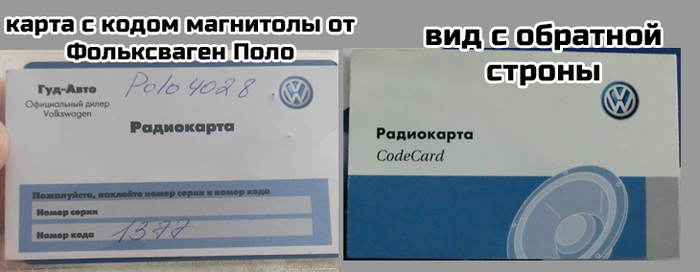 карта с кодом магнитолы от
Фольксваген Поло
Гуд-Авто
Официальный дилер
Volkswagen
Polo 4028
Радиокарта
Пожалуйста, наклейте номер серии и номер кода
Номер серии
Номер кода 1377
вид с обратной
строны
Радиокарта
CodeCard